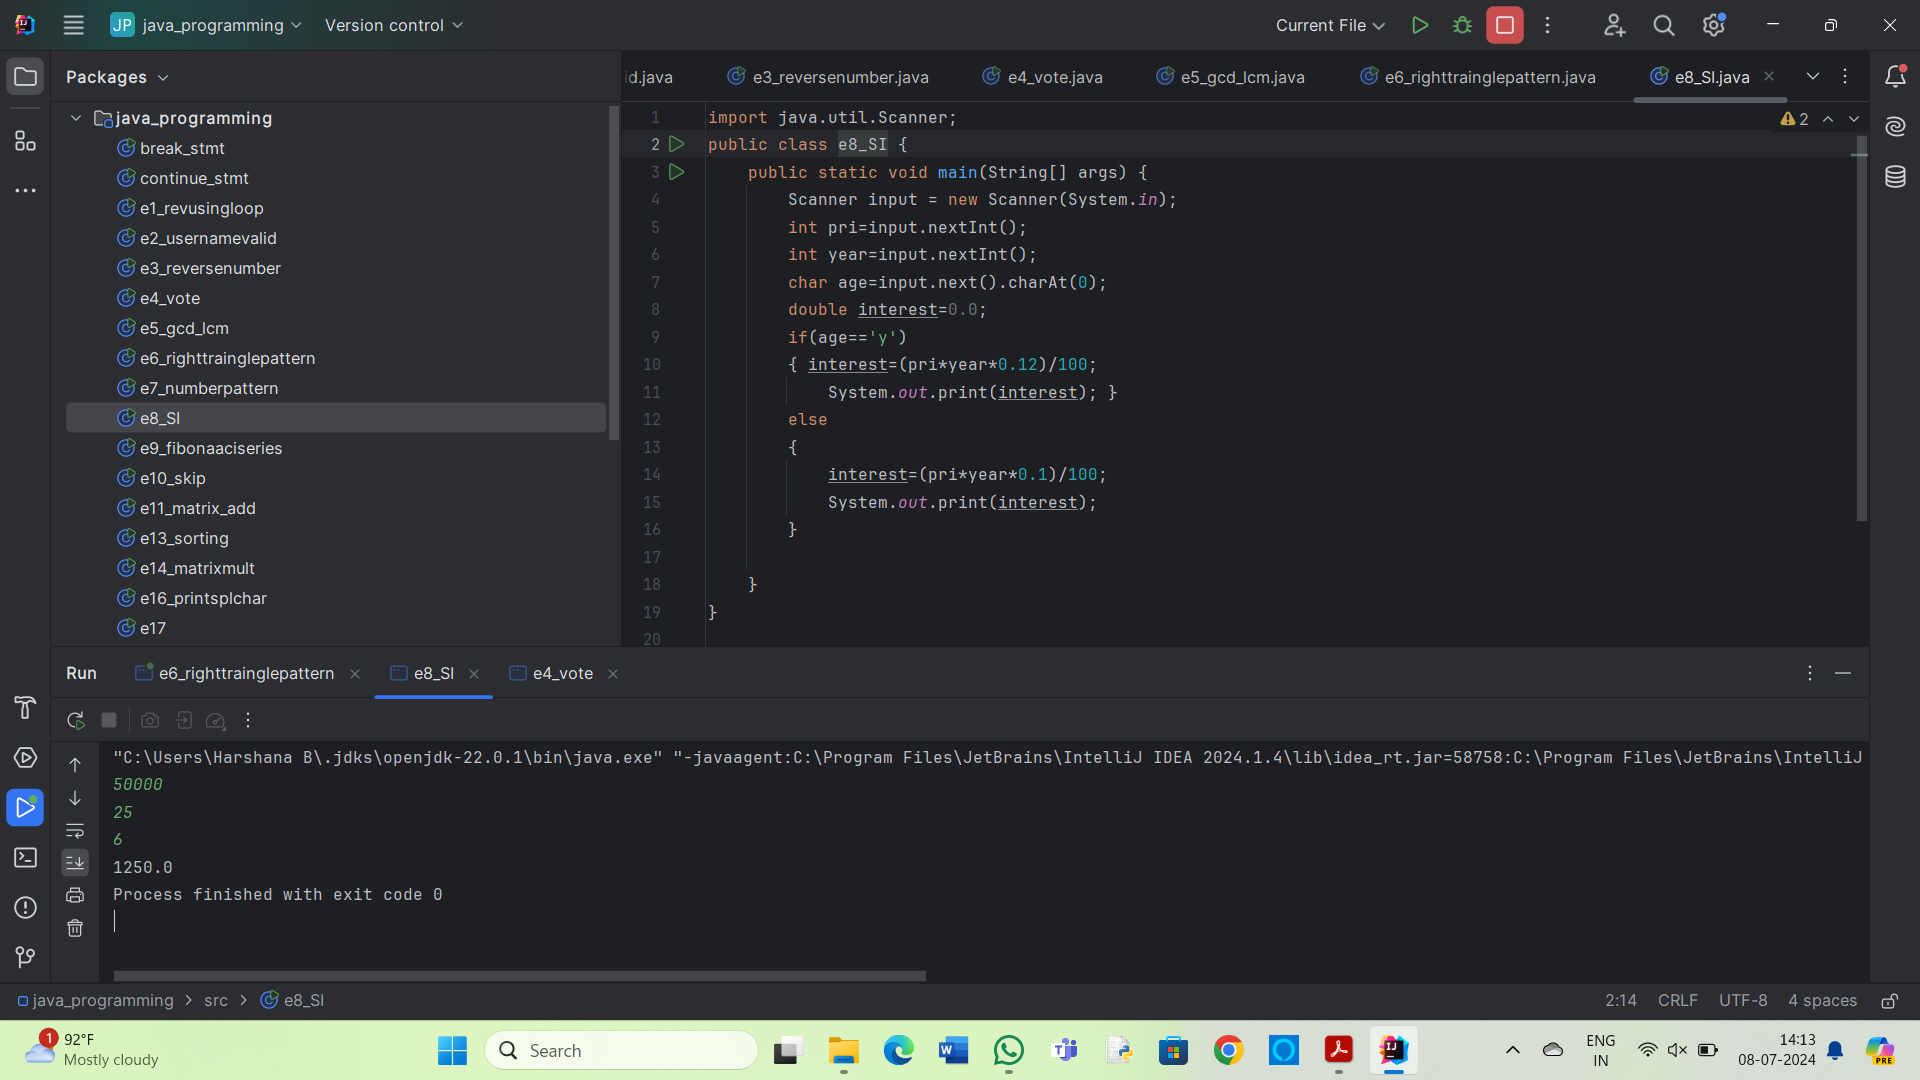 JP java_programming Version control Current File
Packages
id.java e3_reversenumber.java e4_vote.java e5_gcd_lcm.java e6_righttrainglepattern.java e8_SI.java
java_programming
break_stmt
continue_stmt
e1_revusingloop
e2_usernamevalid
e3_reversenumber
e4_vote
e5_gcd_lcm
e6_righttrainglepattern
e7_numberpattern
e8_SI
e9_fibonaaciseries
e10_skip
e11_matrix_add
e13_sorting
e14_matrixmult
e16_printsplchar
e17
2
1 import java.util.Scanner;
2 public class e8_SI {
3 public static void main(String[] args) {
4 Scanner input = new Scanner(System.in);
5 int pri=input.nextInt();
6 int year=input.nextInt();
7 char age=input.next().charAt(0);
8 double interest=0.0;
9 if(age=='y')
10 { interest=(pri*year*0.12)/100;
11 System.out.print(interest); }
12 else
13 {
14 interest=(pri*year*0.1)/100;
15 System.out.print(interest);
16 }
17
18 }
19 }
20
Run e6_righttrainglepattern e8_SI e4_vote
"C:\Users\Harshana B\.jdks\openjdk-22.0.1\bin\java.exe" "-javaagent:C:\Program Files\JetBrains\IntelliJ IDEA 2024.1.4\lib\idea_rt.jar=58758:C:\Program Files\JetBrains\IntelliJ
50000
25
6
1250.0
Process finished with exit code 0
java_programming > src > e8_SI 2:14 CRLF UTF-8 4 spaces
1 92°F
Mostly cloudy
Search
ENG
IN
14:13
08-07-2024
PRE